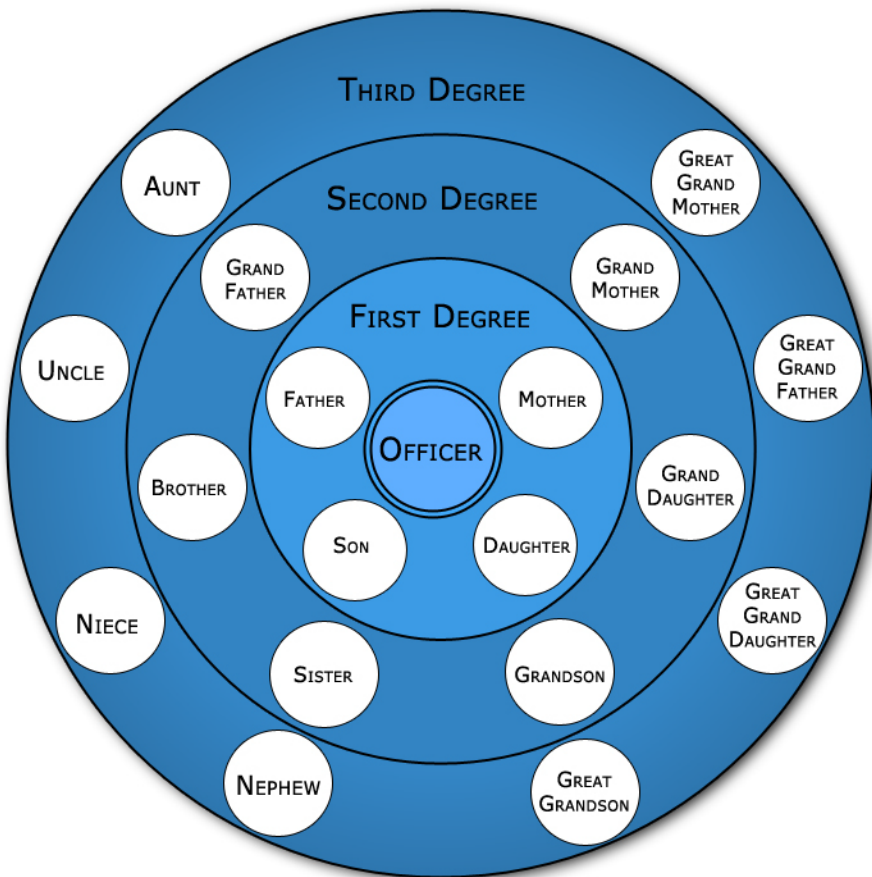 Third Degree
Aunt
Great
Grand
Mother
Second Degree
Grand
Father
Grand
Mother
First Degree
Uncle
Great
Grand
Father
Father
Mother
Officer
Brother
Grand
Daughter
Son
Daughter
Niece
Great
Grand
Daughter
Sister
Grandson
Nephew
Great
Grandson